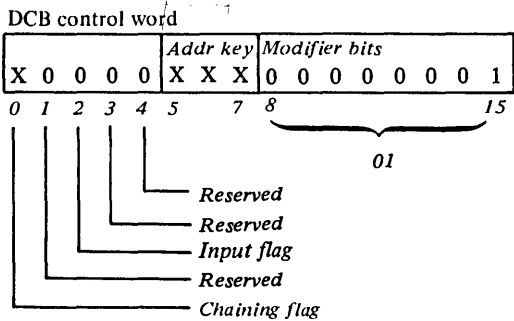 DCB control word
Addr key Modifier bits
X 0 0 0 0 X X X 0 0 0 0 0 0 0 1
0 1 2 3 4 5 7 8 15
01
Reserved
Reserved
Input flag
Reserved
Chaining flag